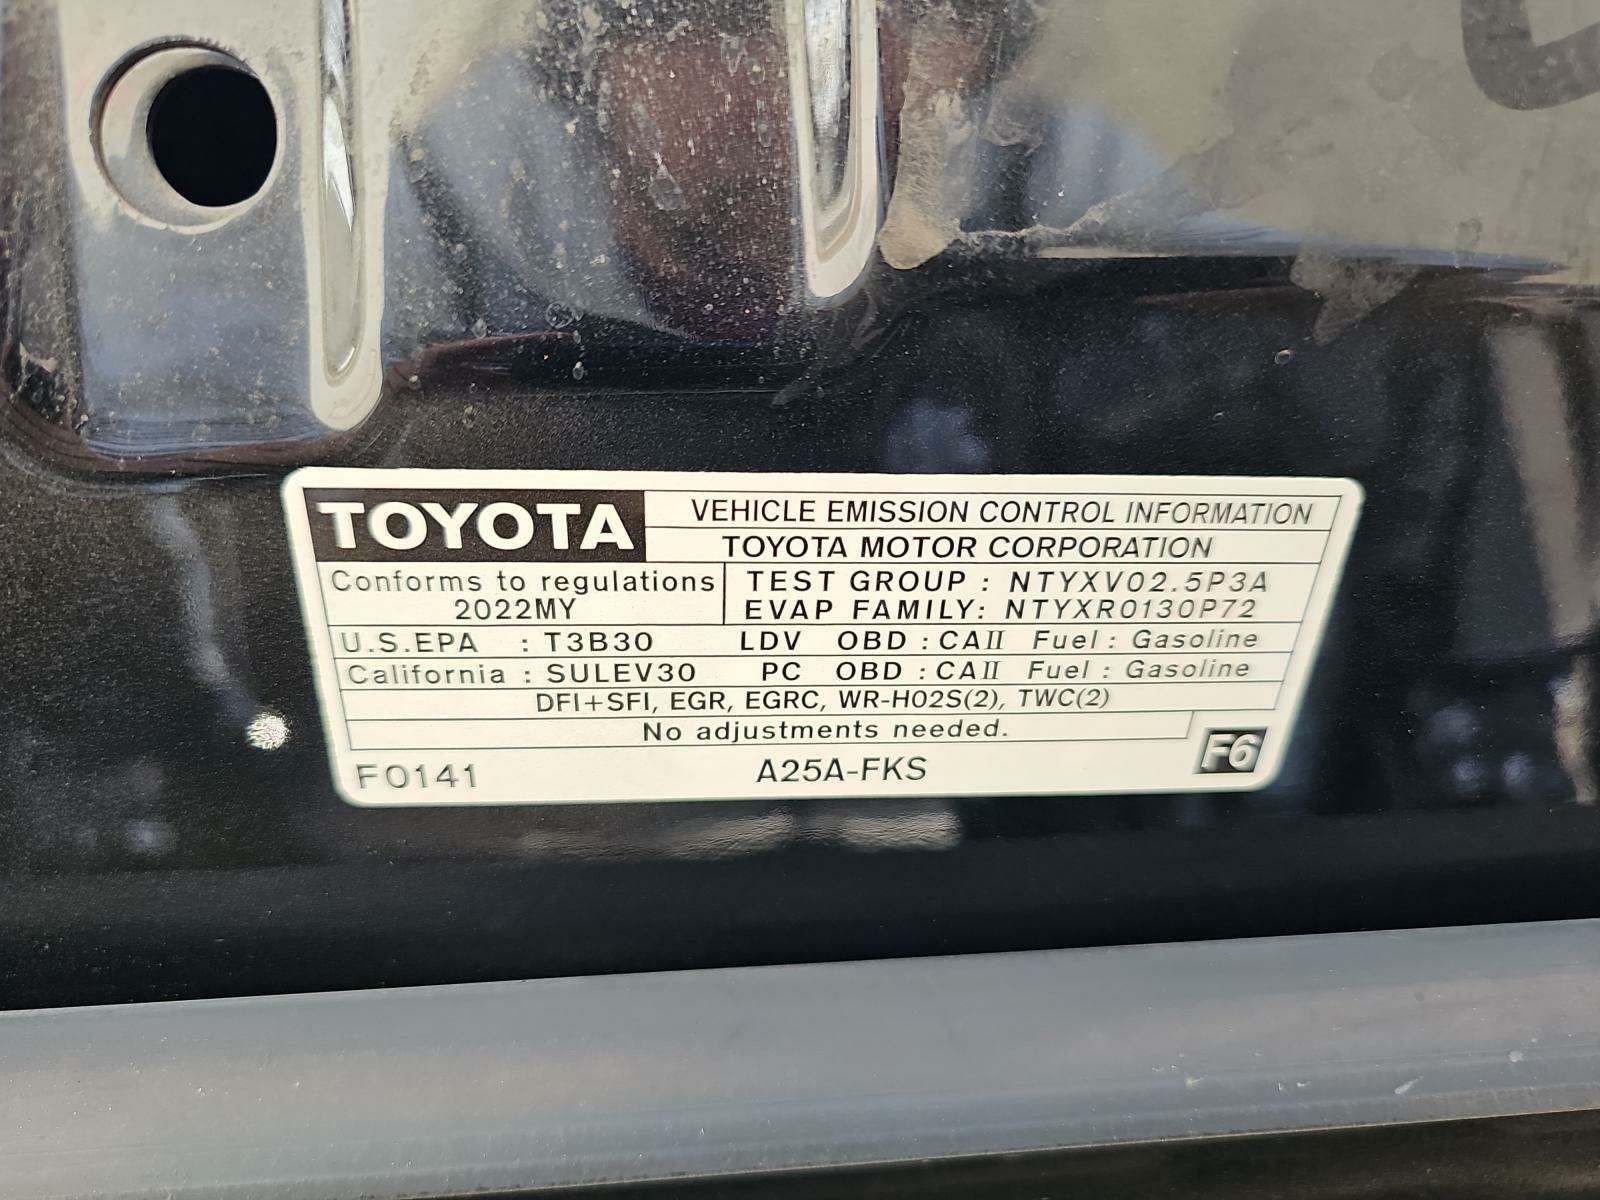 TOYOTA
VEHICLE EMISSION CONTROL INFORMATION
TOYOTA MOTOR CORPORATION
Conforms to regulations
2022MY
TEST GROUP : NTYXV02.5P3A
EVAP FAMILY: NTYXR0130P72
U.S.EPA : T3B30 LDV OBD : CAII Fuel : Gasoline
California : SULEV30 PC OBD : CAII Fuel : Gasoline
DFI+SFI, EGR, EGRC, WR-HO2S(2), TWC(2)
No adjustments needed.
F0141 A25A-FKS F6